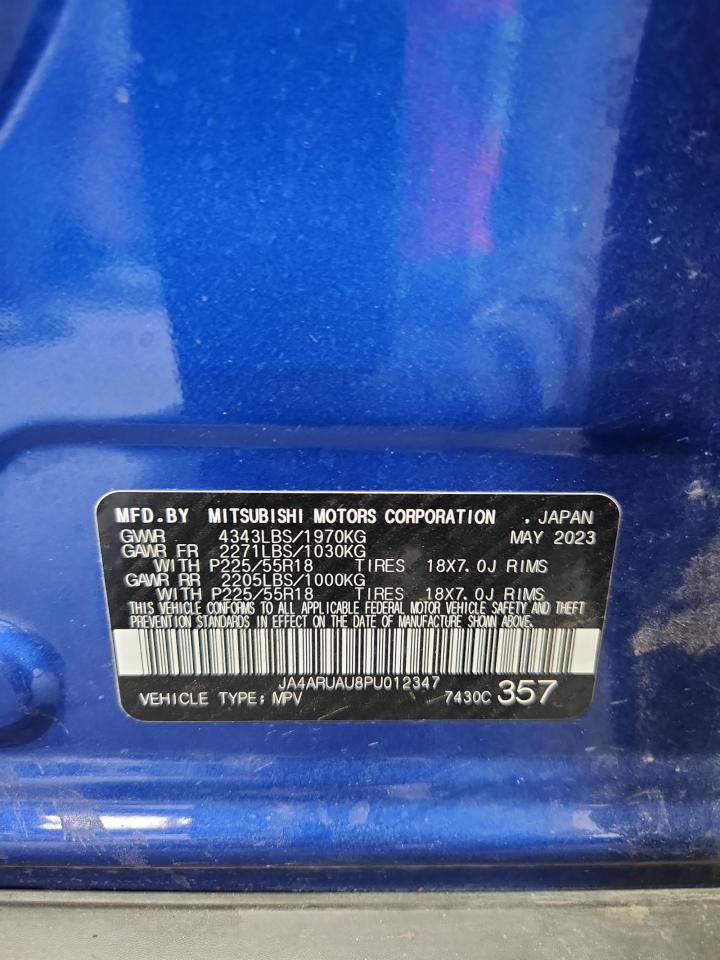 MFD.BY MITSUBISHI MOTORS CORPORATION , JAPAN
GVWR 4343LBS/1970KG MAY 2023
GAWR FR 2271LBS/1030KG
WITH P225/55R18 TIRES 18X7.0J RIMS
GAWR RR 2205LBS/1000KG
WITH P225/55R18 TIRES 18X7.0J RIMS
THIS VEHICLE CONFORMS TO ALL APPLICABLE FEDERAL MOTOR VEHICLE SAFETY AND THEFT
PREVENTION STANDARDS IN EFFECT ON THE DATE OF MANUFACTURE SHOWN ABOVE.
JA4ARUAU8PU012347
VEHICLE TYPE: MPV 7430C 357